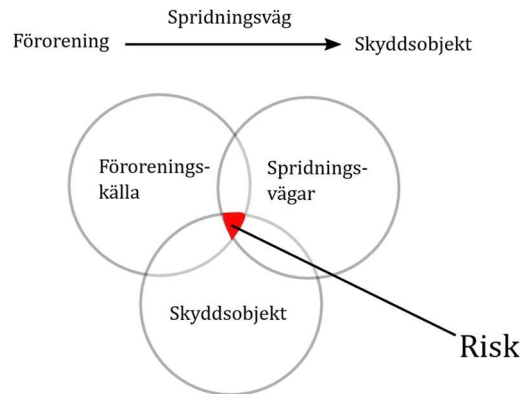 Spridningsväg
Förorening
Skyddsobjekt
Förorenings-
källa
Spridnings-
vägar
Skyddsobjekt
Risk